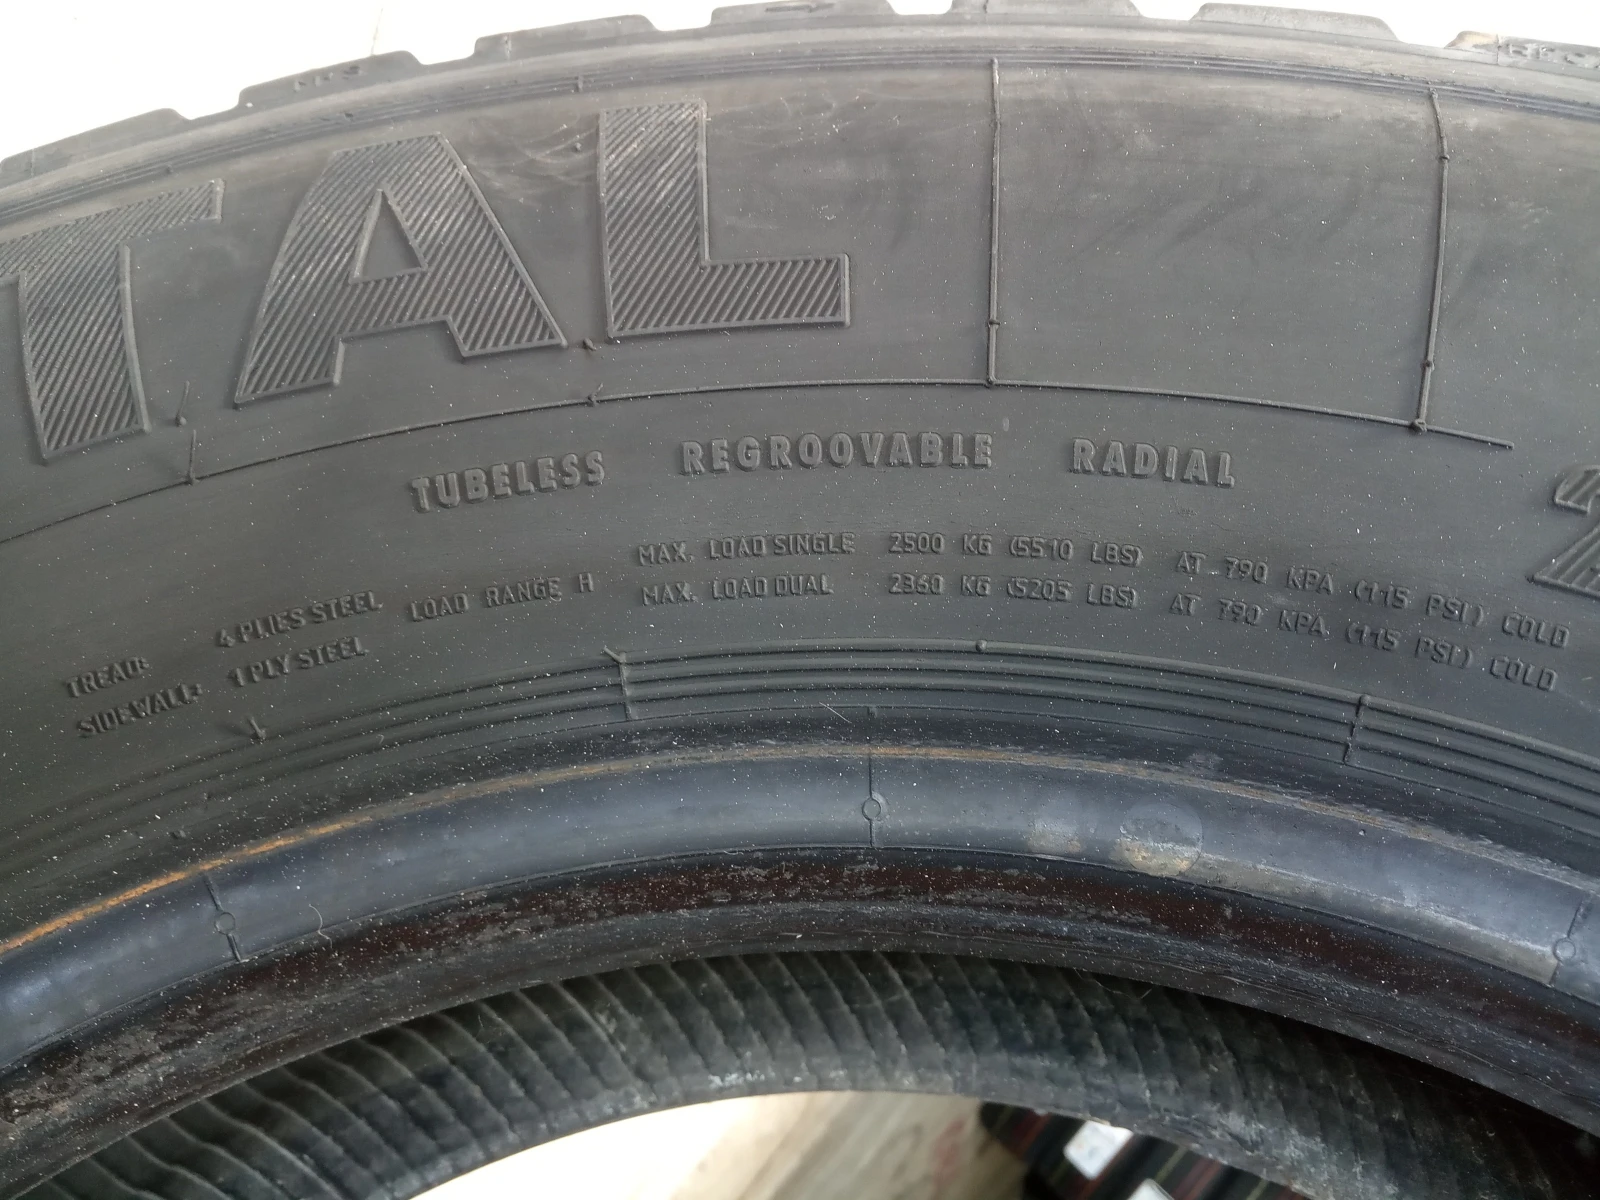 TAL
TUBELESS REGROOVABLE RADIAL
TREAD: 4 PLIES STEEL
SIDEWALL: 1 PLY STEEL
LOAD RANGE H
MAX. LOAD SINGLE 2500 KG (5510 LBS) AT 790 KPA (115 PSI) COLD
MAX. LOAD DUAL 2360 KG (5205 LBS) AT 790 KPA (115 PSI) COLD